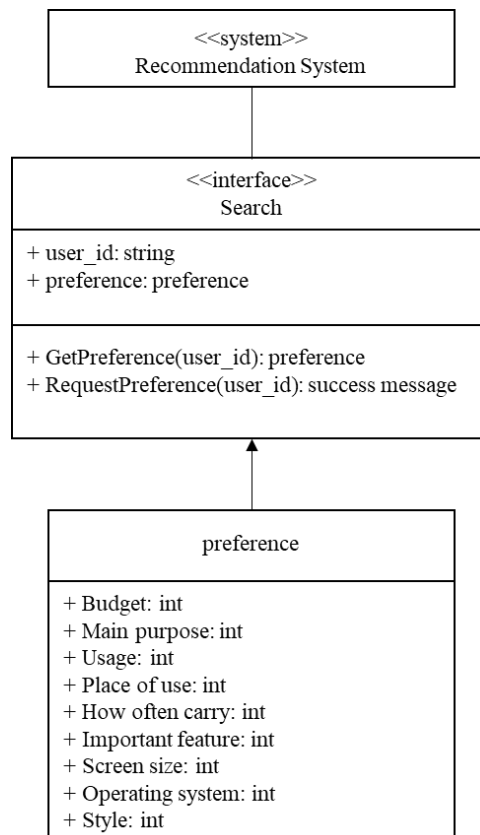 <<system>>
Recommendation System
<<interface>>
Search
+ user_id: string
+ preference: preference
+ GetPreference(user_id): preference
+ RequestPreference(user_id): success message
preference
+ Budget: int
+ Main purpose: int
+ Usage: int
+ Place of use: int
+ How often carry: int
+ Important feature: int
+ Screen size: int
+ Operating system: int
+ Style: int